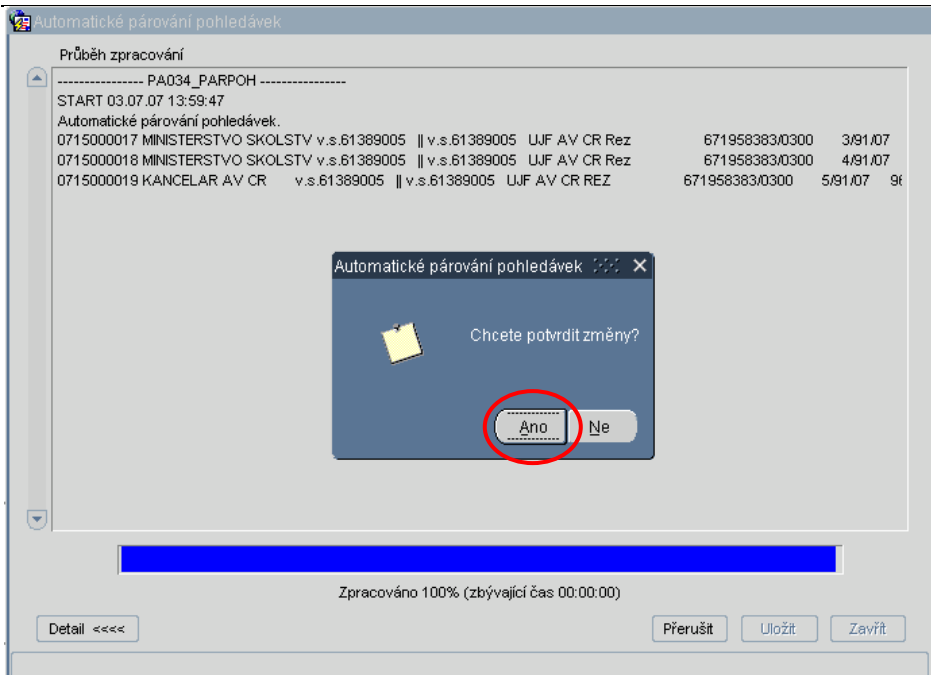 Automatické párování pohledávek
Průběh zpracování
---------------- PA034_PARPOH ----------------
START 03.07.07 13:59:47
Automatické párování pohledávek.
0715000017 MINISTERSTVO SKOLSTV v.s.61389005 || v.s.61389005 UJF AV CR Rez 671958383/0300 3/91/07
0715000018 MINISTERSTVO SKOLSTV v.s.61389005 || v.s.61389005 UJF AV CR Rez 671958383/0300 4/91/07
0715000019 KANCELAR AV CR v.s.61389005 || v.s.61389005 UJF AV CR REZ 671958383/0300 5/91/07 96
Automatické párování pohledávek
Chcete potvrdit změny?
Ano Ne
Zpracováno 100% (zbývající čas 00:00:00)
Detail <<<< Přerušit Uložit Zavřít